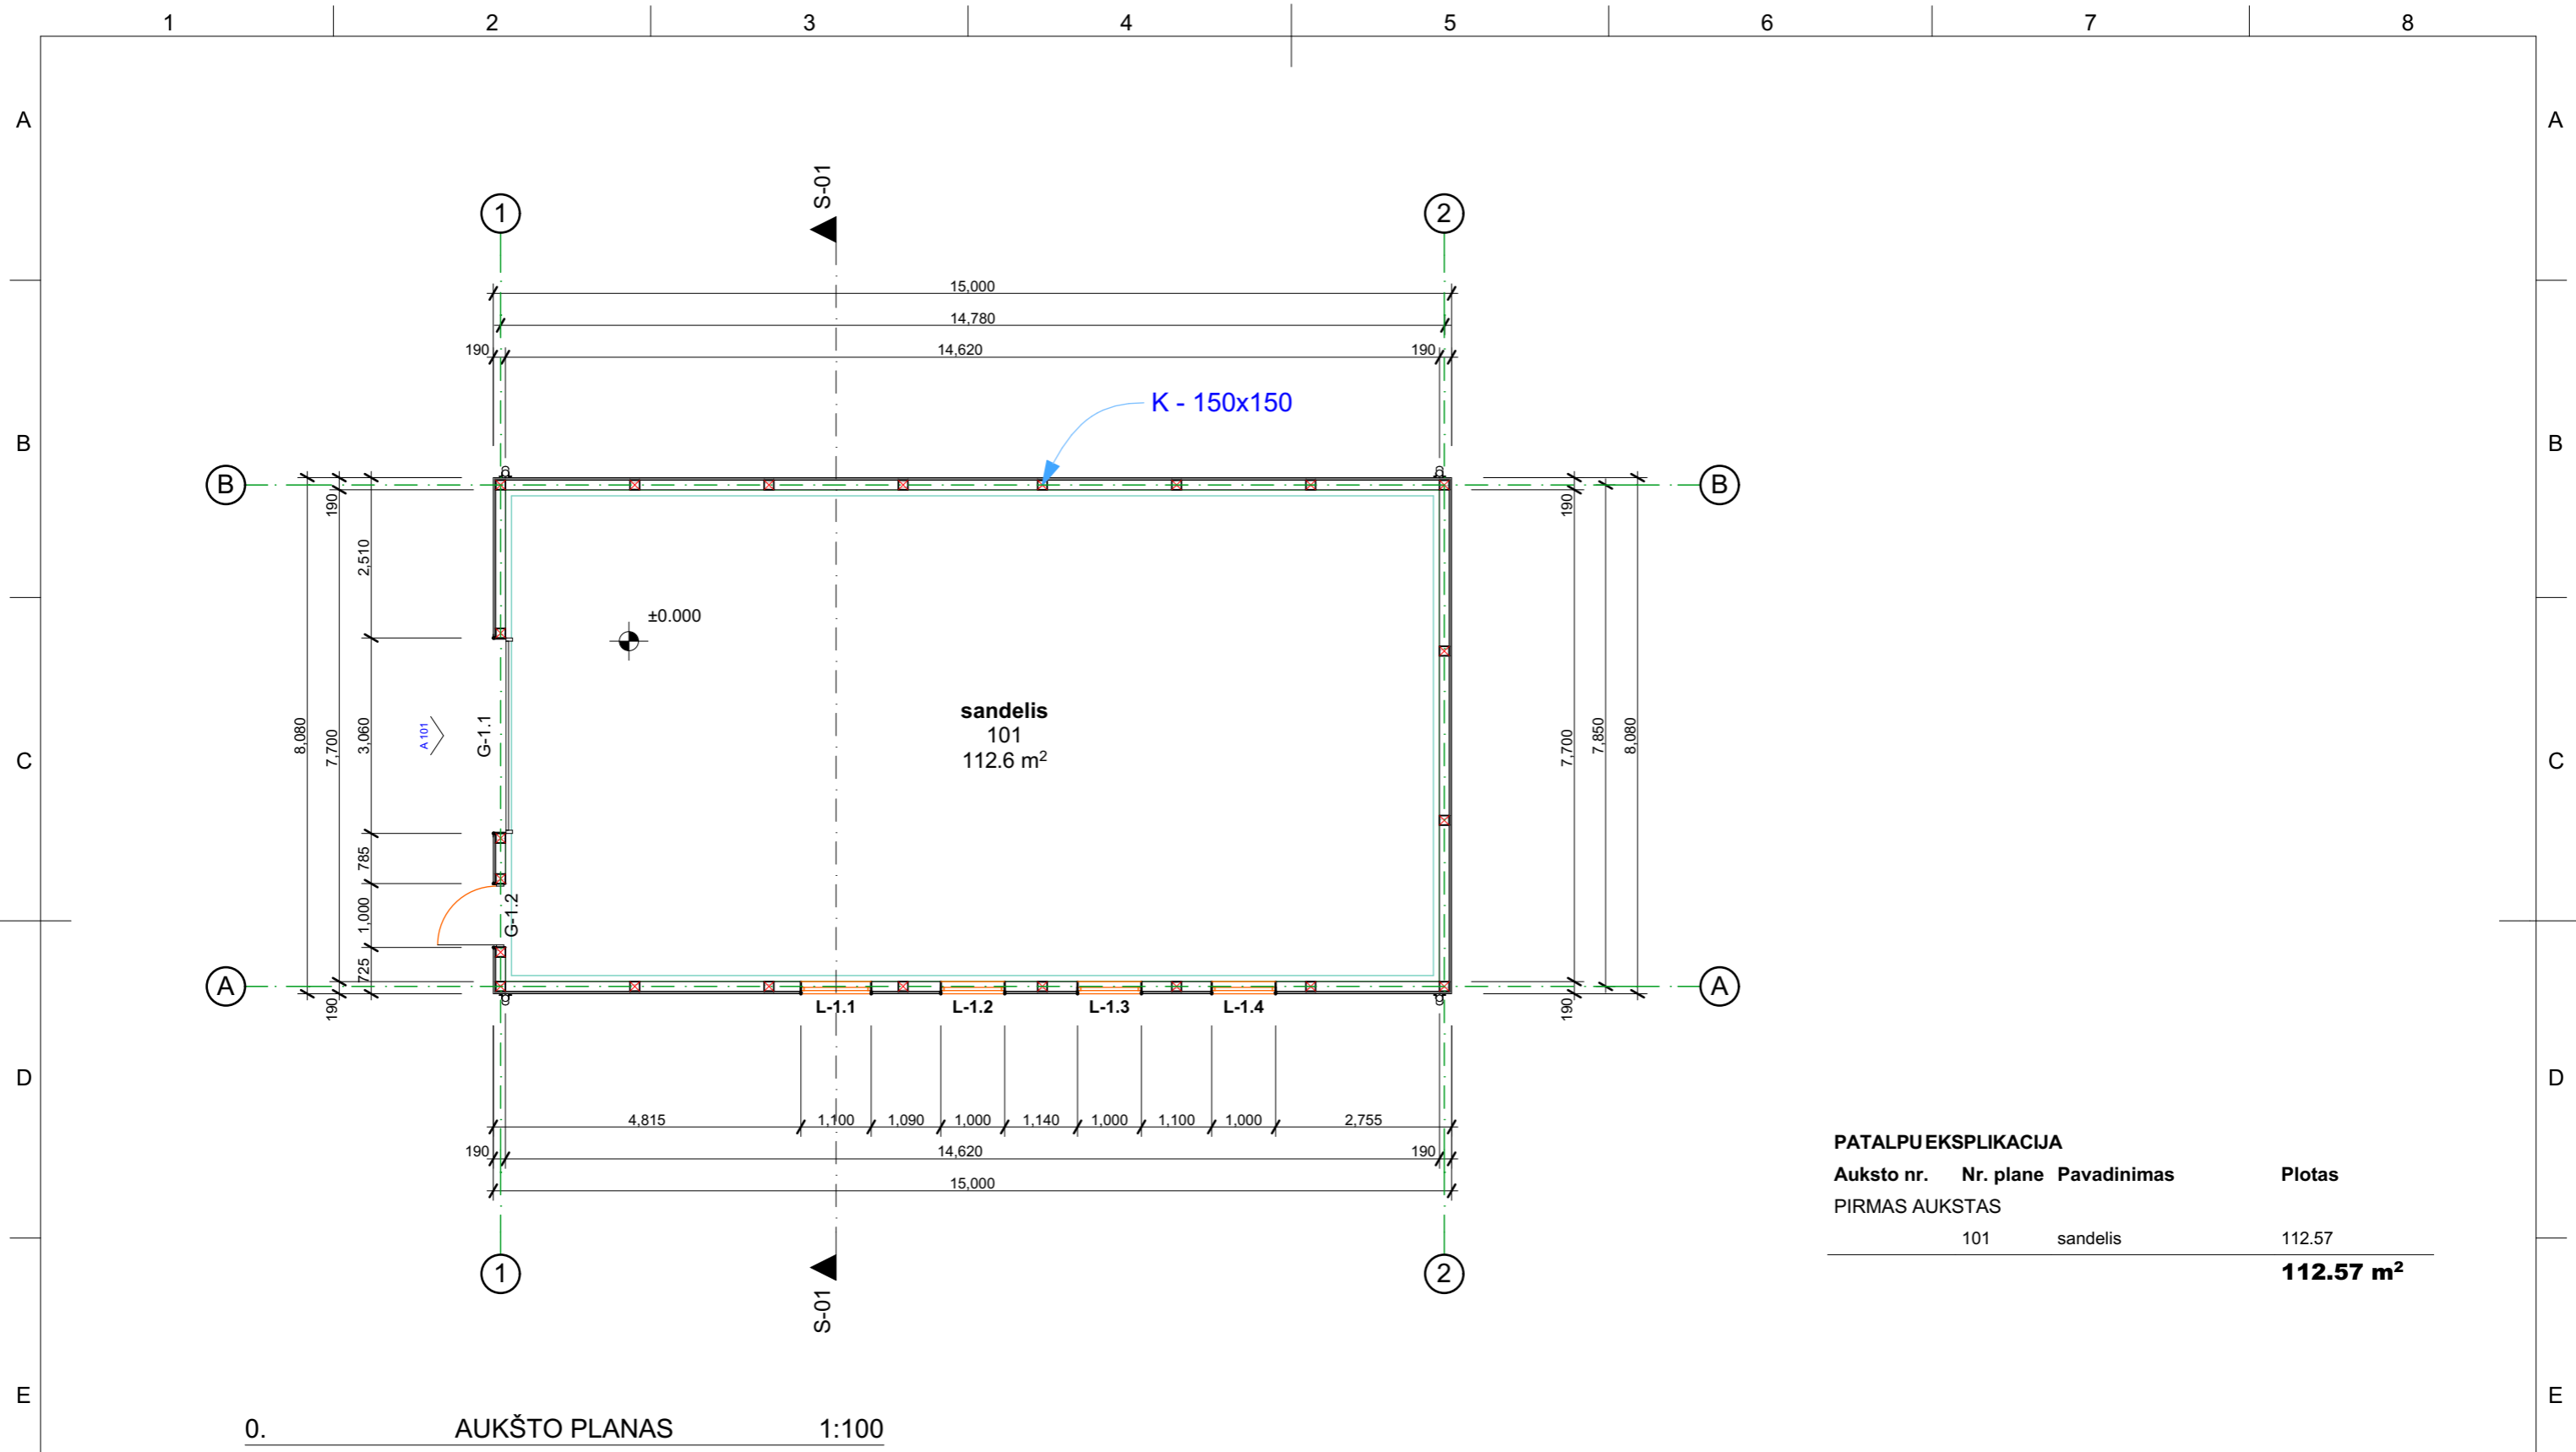 1 2 3 4 5 6 7 8
A A
S-01
1 2
15,000
14,780
190 14,620 190
K - 150x150
B B
B B
190 190
2,510
±0.000
sandelis
101
112.6 m²
8,080 7,700 3,060 A 101 G-1.1
7,700 7,850 8,080
C C
785
1,000 G-1.2
725
A A
190 190
L-1.1 L-1.2 L-1.3 L-1.4
D D
4,815 1,100 1,090 1,000 1,140 1,000 1,100 1,000 2,755
190 14,620 190
15,000
1 2
S-01
PATALPU EKSPLIKACIJA
Auksto nr. Nr. plane Pavadinimas Plotas
PIRMAS AUKSTAS
101 sandelis 112.57
112.57 m²
E E
0. AUKŠTO PLANAS 1:100